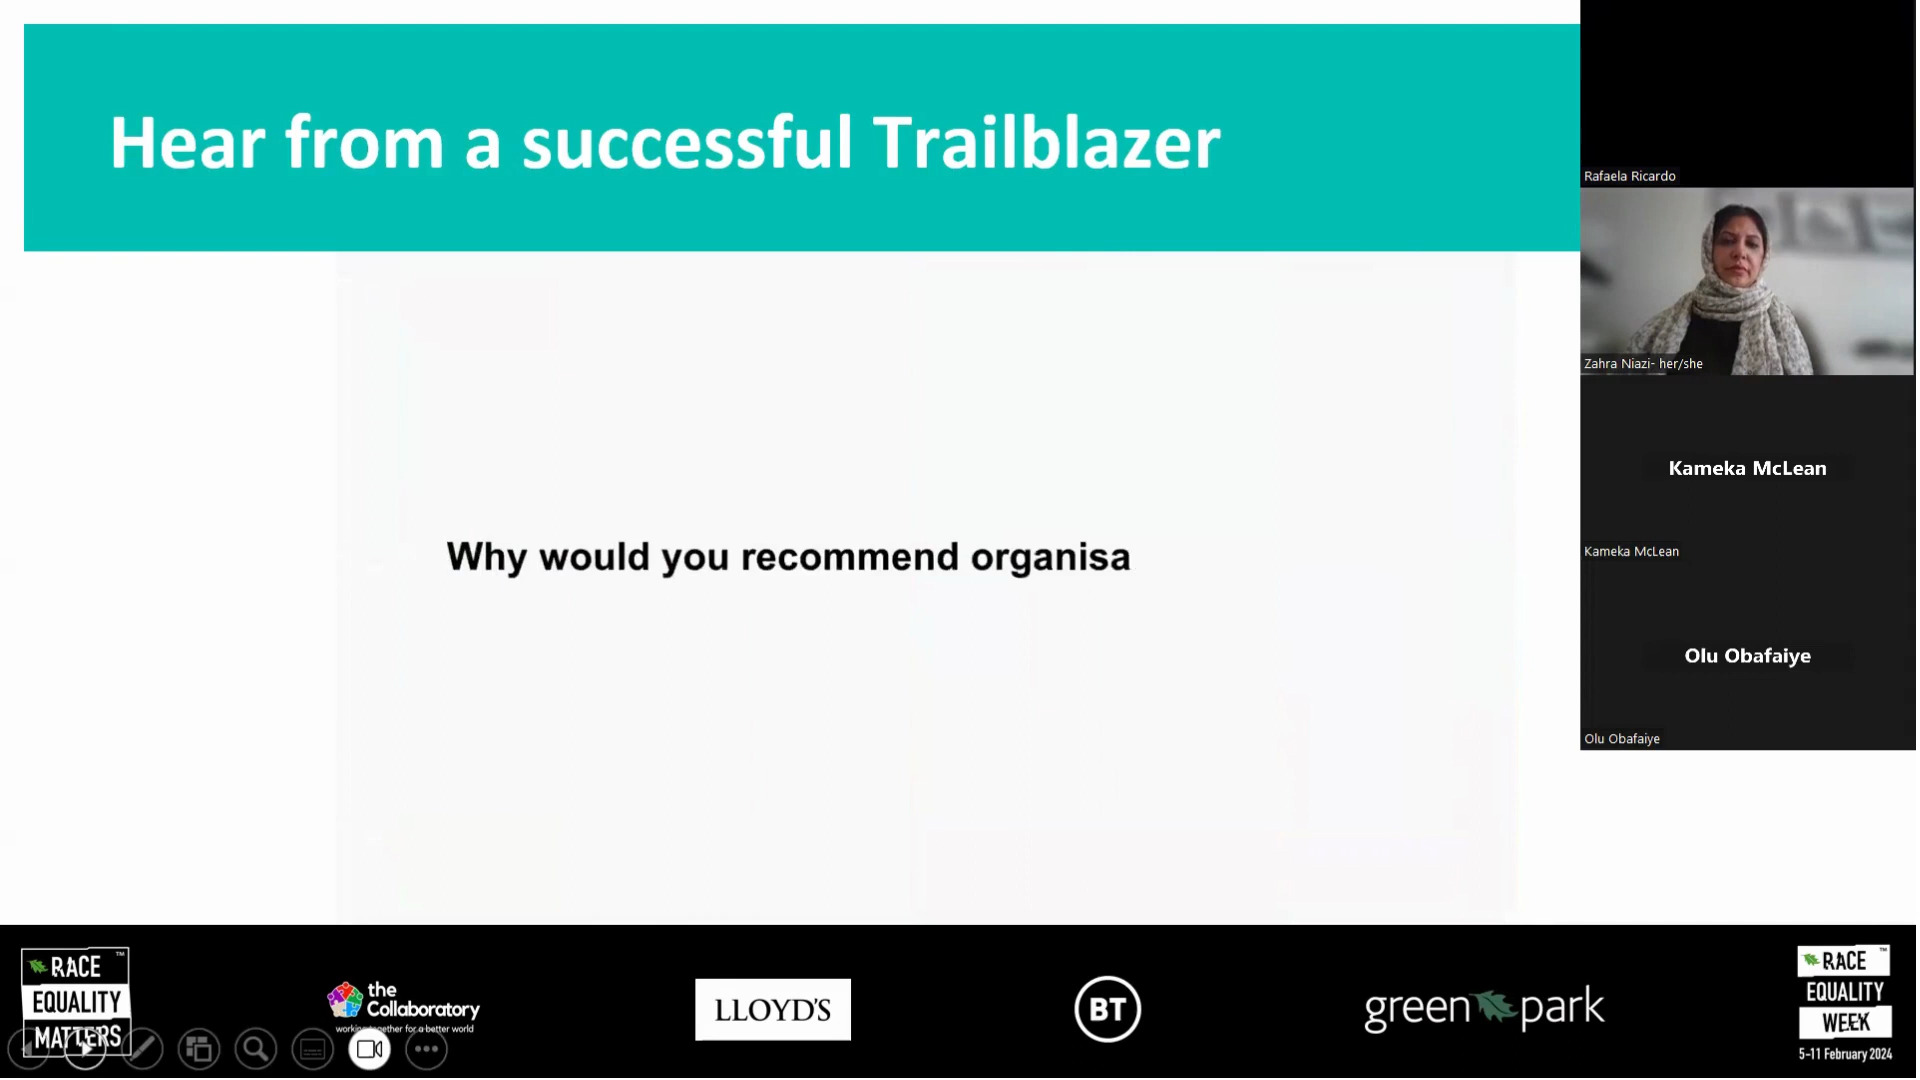 Hear from a successful Trailblazer
Rafaela Ricardo
Zahra Niazi- her/she
Kameka McLean
Kameka McLean
Olu Obafaiye
Olu Obafaiye
Why would you recommend organisa
RACE ™
EQUALITY
MATTERS
the
Collaboratory
working together for a better world
LLOYD'S
BT
green park
RACE ™
EQUALITY
WEEK
5-11 February 2024